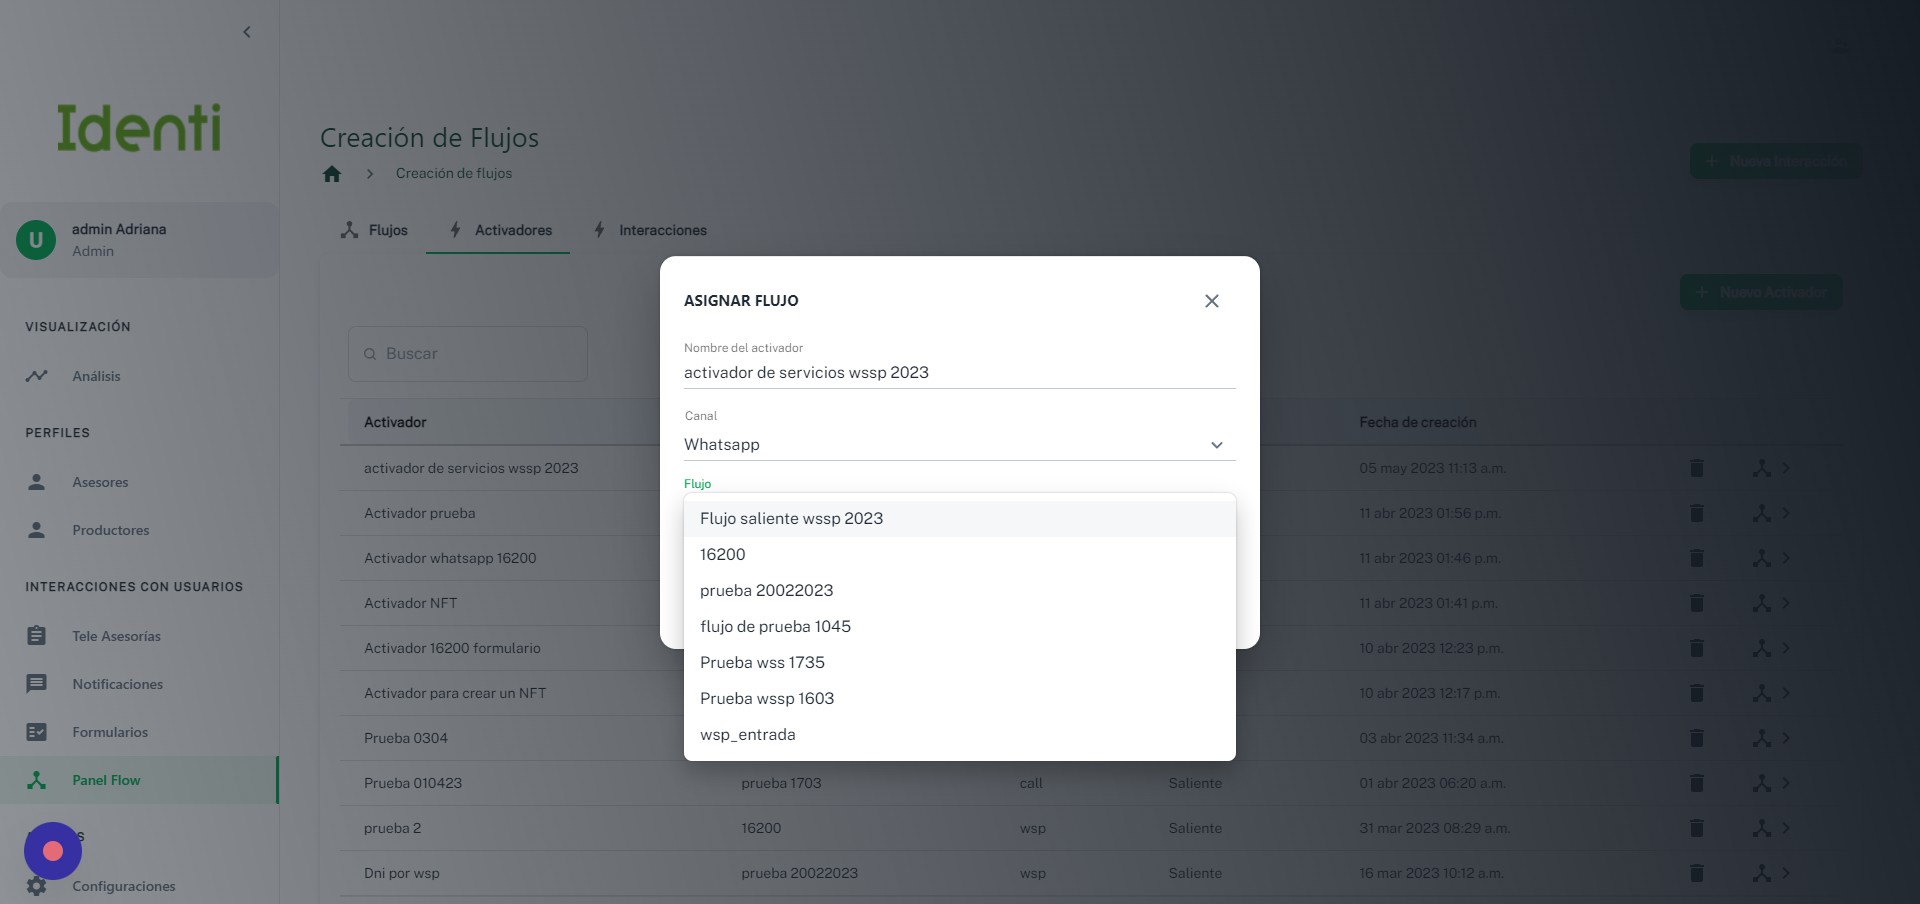 Identi
admin Adriana
U
Admin
VISUALIZACIÓN
Análisis
PERFILES
Asesores
Productores
INTERACCIONES CON USUARIOS
Tele Asesorías
Notificaciones
Formularios
Panel Flow
Configuraciones
Creación de Flujos
Creación de flujos
+ Nueva Interacción
Flujos
Activadores
Interacciones
+ Nuevo Activador
Buscar
Activador
Fecha de creación
activador de servicios wssp 2023
05 may 2023 11:13 a.m.
Activador prueba
11 abr 2023 01:56 p.m.
Activador whatsapp 16200
11 abr 2023 01:46 p.m.
Activador NFT
11 abr 2023 01:41 p.m.
Activador 16200 formulario
10 abr 2023 12:23 p.m.
Activador para crear un NFT
10 abr 2023 12:17 p.m.
Prueba 0304
03 abr 2023 11:34 a.m.
Prueba 010423 prueba 1703 call Saliente 01 abr 2023 06:20 a.m.
prueba 2 16200 wsp Saliente 31 mar 2023 08:29 a.m.
Dni por wsp prueba 20022023 wsp Saliente 16 mar 2023 10:12 a.m.
ASIGNAR FLUJO
Nombre del activador
activador de servicios wssp 2023
Canal
Whatsapp
Flujo
Flujo saliente wssp 2023
16200
prueba 20022023
flujo de prueba 1045
Prueba wss 1735
Prueba wssp 1603
wsp_entrada